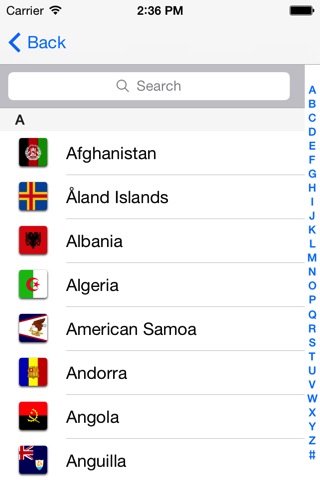 Carrier 2:36 PM
Back
Search
A
Afghanistan
Åland Islands
Albania
Algeria
American Samoa
Andorra
Angola
Anguilla
A
B
C
D
E
F
G
H
I
J
K
L
M
N
O
P
Q
R
S
T
U
V
W
X
Y
Z
#